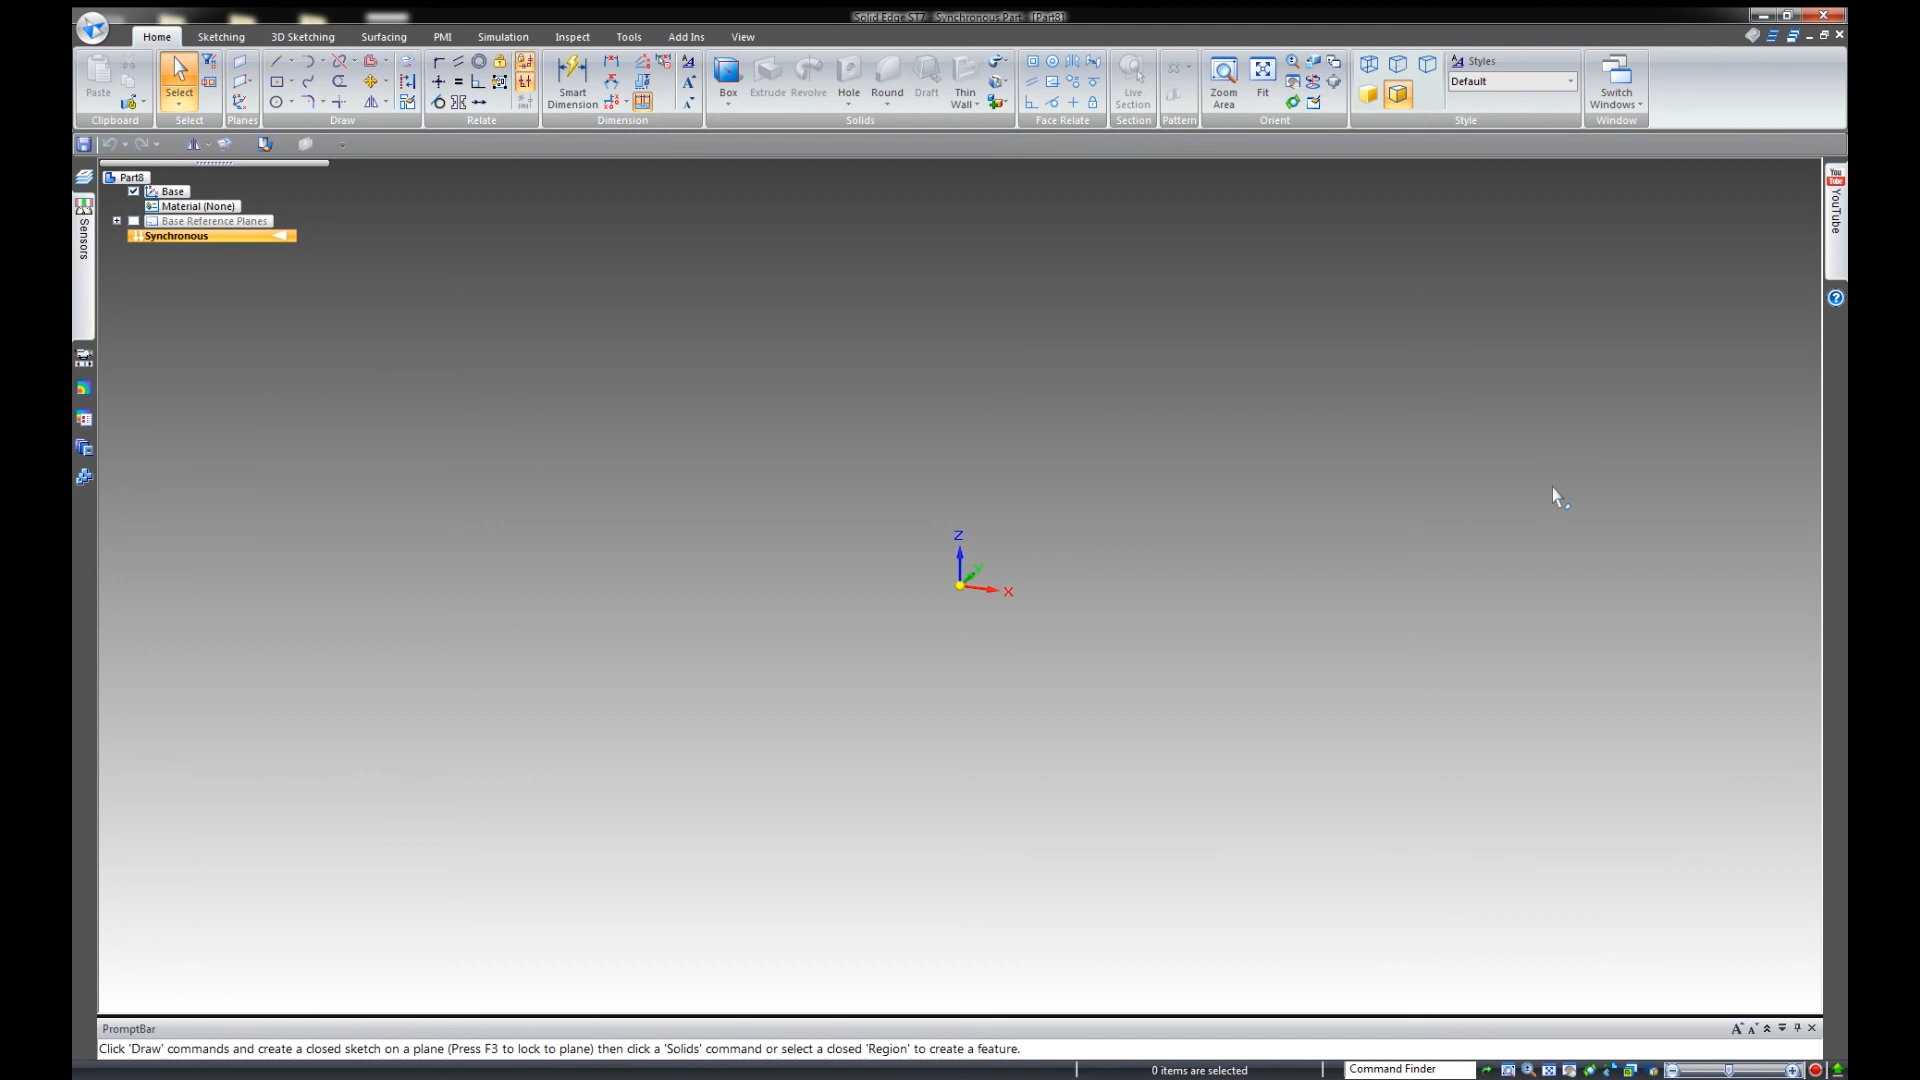 Solid Edge ST7 - Synchronous Part - [Part8]
Home Sketching 3D Sketching Surfacing PMI Simulation Inspect Tools Add Ins View
Paste
Select
Smart Dimension
Box Extrude Revolve Hole Round Draft Thin Wall
Live Section
Zoom Area
Fit
Styles
Default
Switch Windows
Clipboard Select Planes Draw Relate Dimension Solids Face Relate Section Pattern Orient Style Window
Part8
Base
Material (None)
Base Reference Planes
Synchronous
Sensors
You Tube
YouTube
Z
Y
X
PromptBar
Click 'Draw' commands and create a closed sketch on a plane (Press F3 to lock to plane) then click a 'Solids' command or select a closed 'Region' to create a feature.
0 items are selected
Command Finder